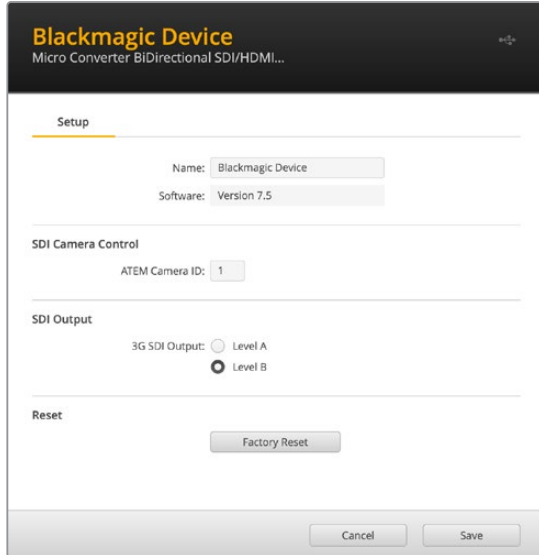 Blackmagic Device
Micro Converter BiDirectional SDI/HDMI...
Setup
Name: Blackmagic Device
Software: Version 7.5
SDI Camera Control
ATEM Camera ID: 1
SDI Output
3G SDI Output: Level A
Level B
Reset
Factory Reset
Cancel Save